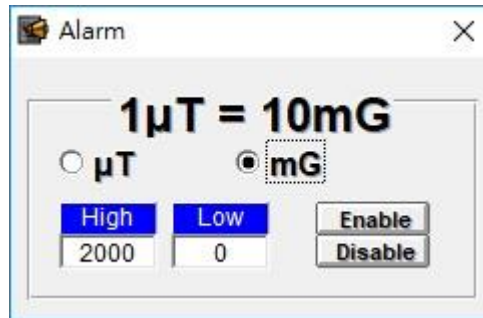 Alarm
1µT = 10mG
µT mG
High Low Enable
2000 0 Disable